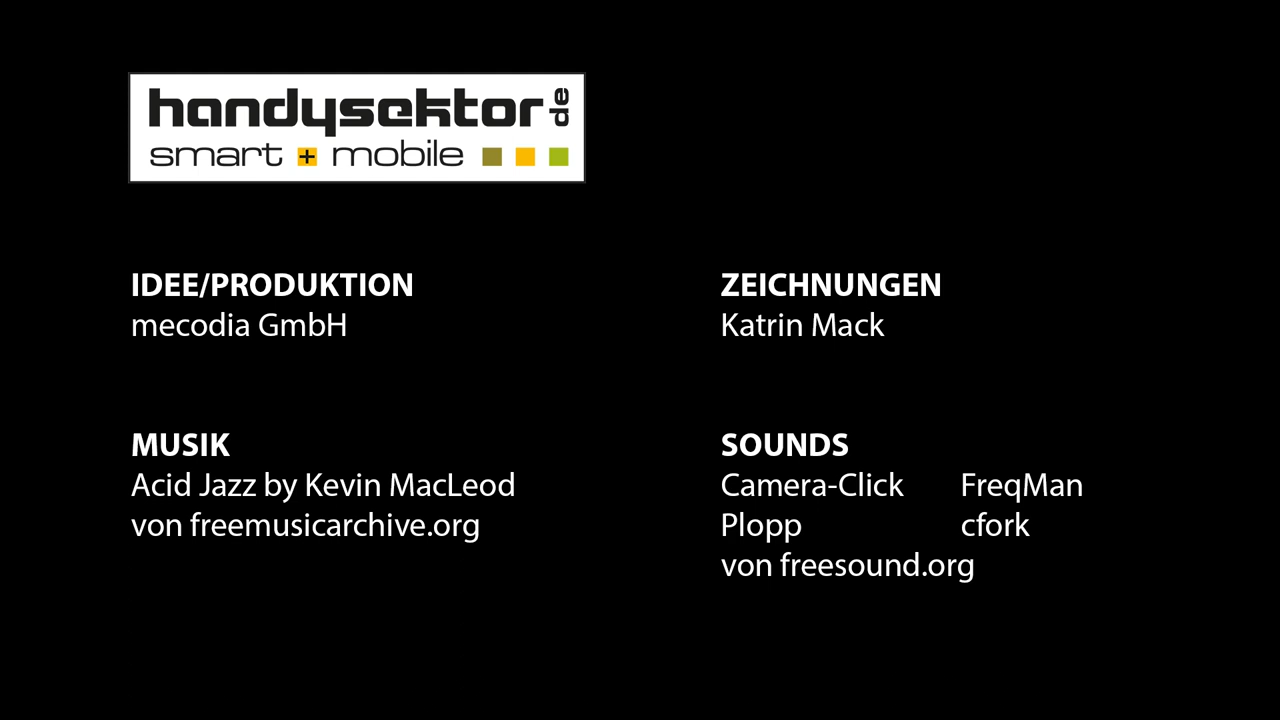 handysektor.de
smart + mobile
IDEE/PRODUKTION
mecodia GmbH
ZEICHNUNGEN
Katrin Mack
MUSIK
Acid Jazz by Kevin MacLeod
von freemusicarchive.org
SOUNDS
Camera-Click FreqMan
Plopp cfork
von freesound.org